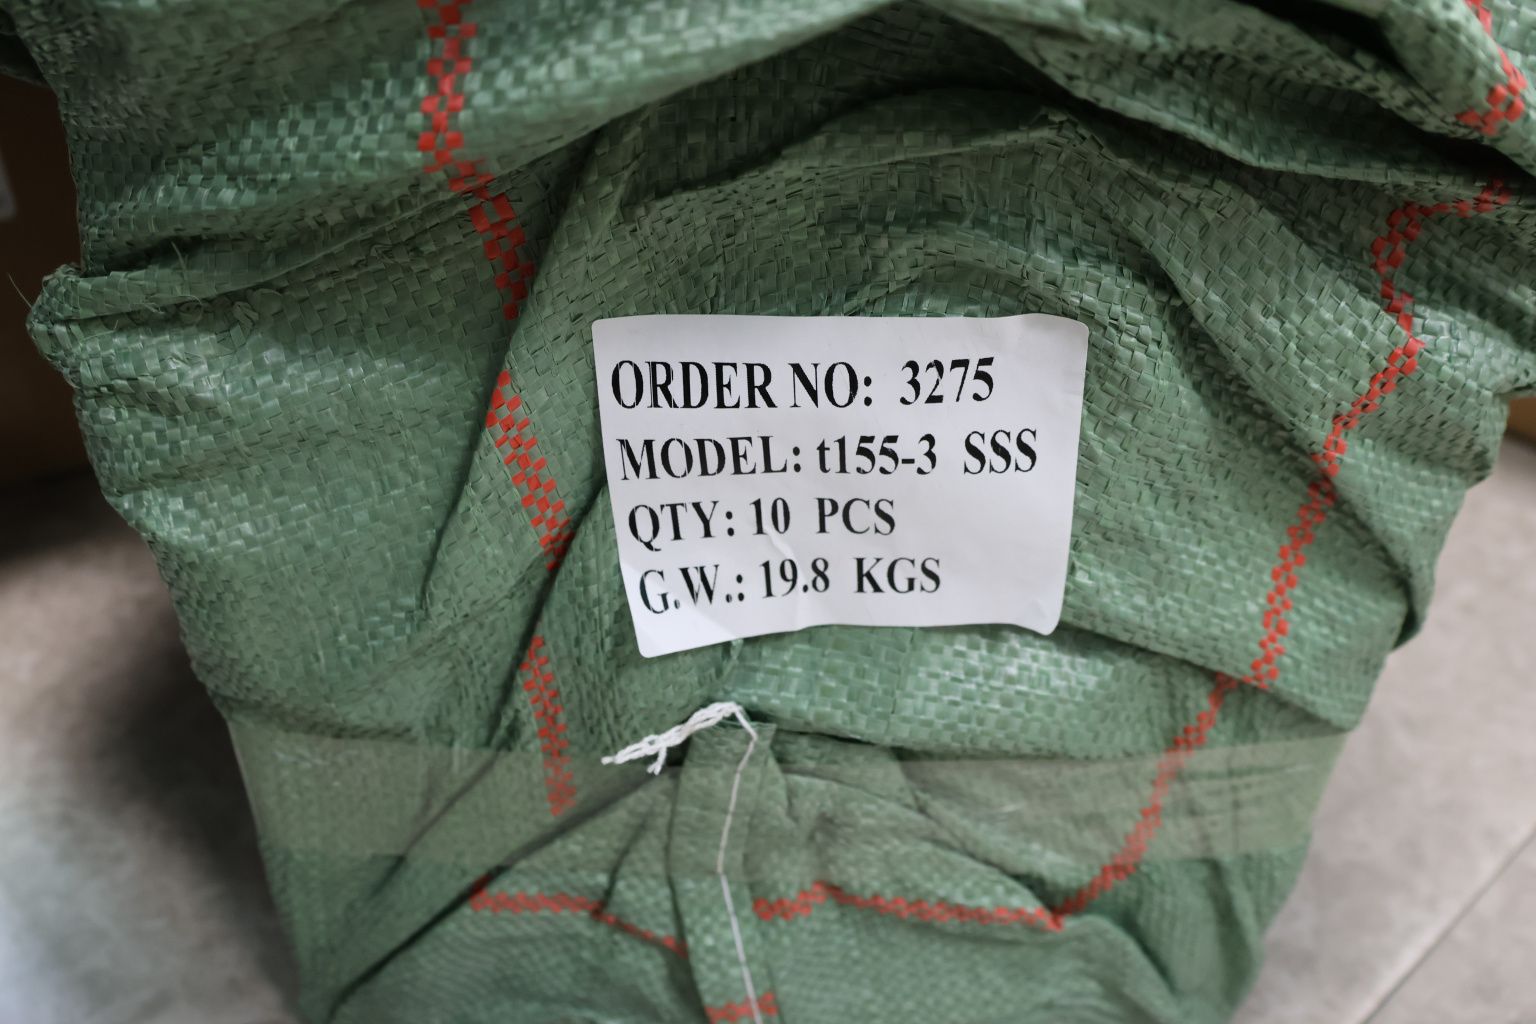 ORDER NO: 3275
MODEL: t155-3 SSS
QTY: 10 PCS
G.W.: 19.8 KGS